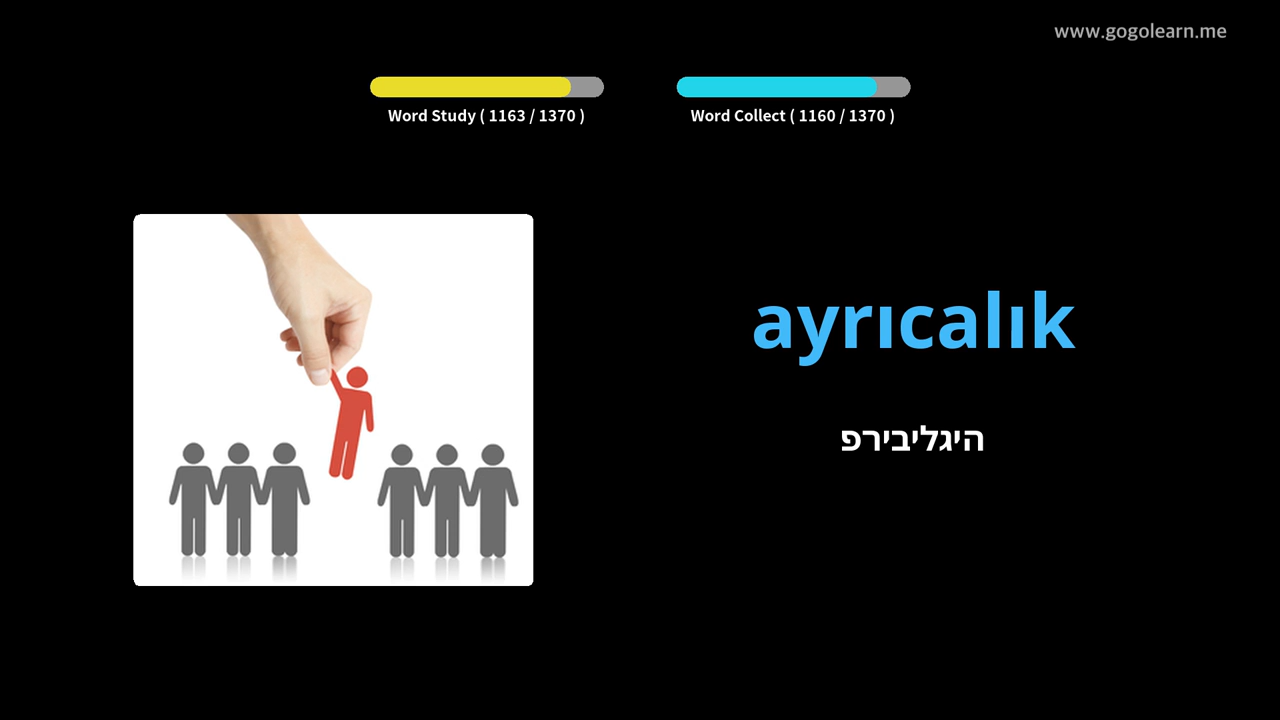 www.gogolearn.me
Word Study ( 1163 / 1370 )
Word Collect ( 1160 / 1370 )
ayrıcalık
היגליבירפ